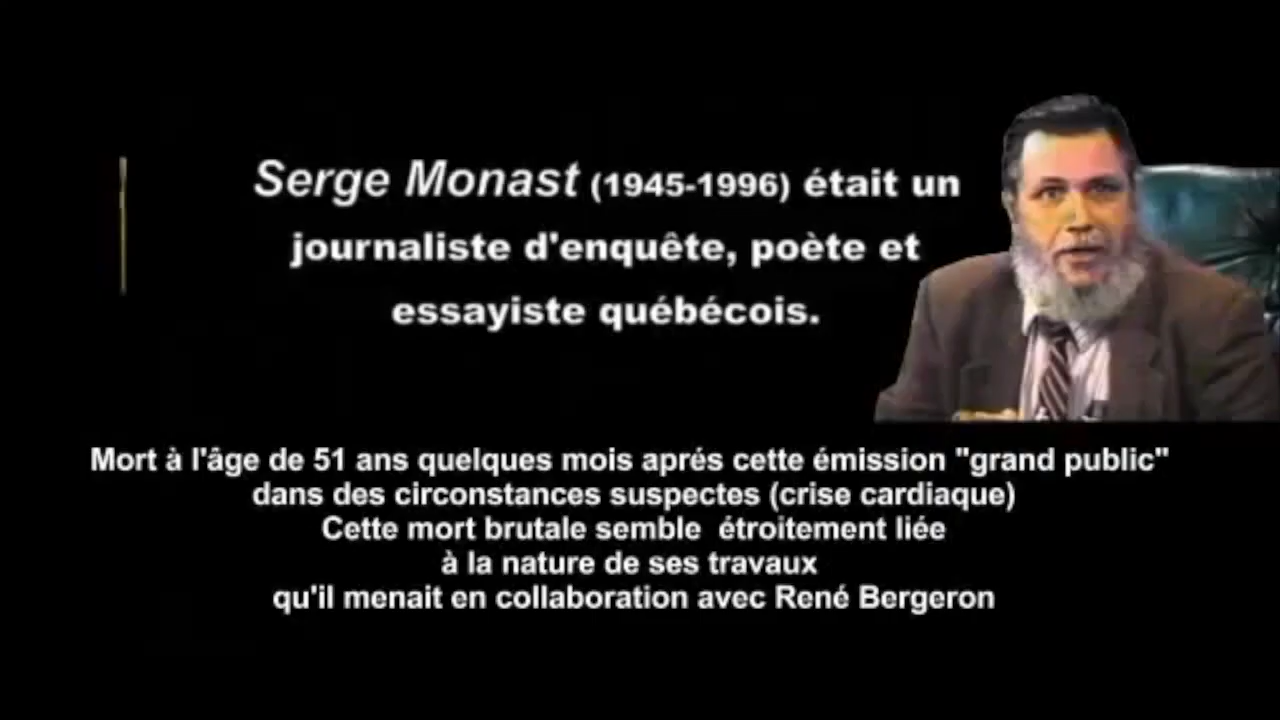 Serge Monast (1945-1996) était un
journaliste d'enquête, poète et
essayiste québécois.
Mort à l'âge de 51 ans quelques mois aprés cette émission "grand public"
dans des circonstances suspectes (crise cardiaque)
Cette mort brutale semble étroitement liée
à la nature de ses travaux
qu'il menait en collaboration avec René Bergeron